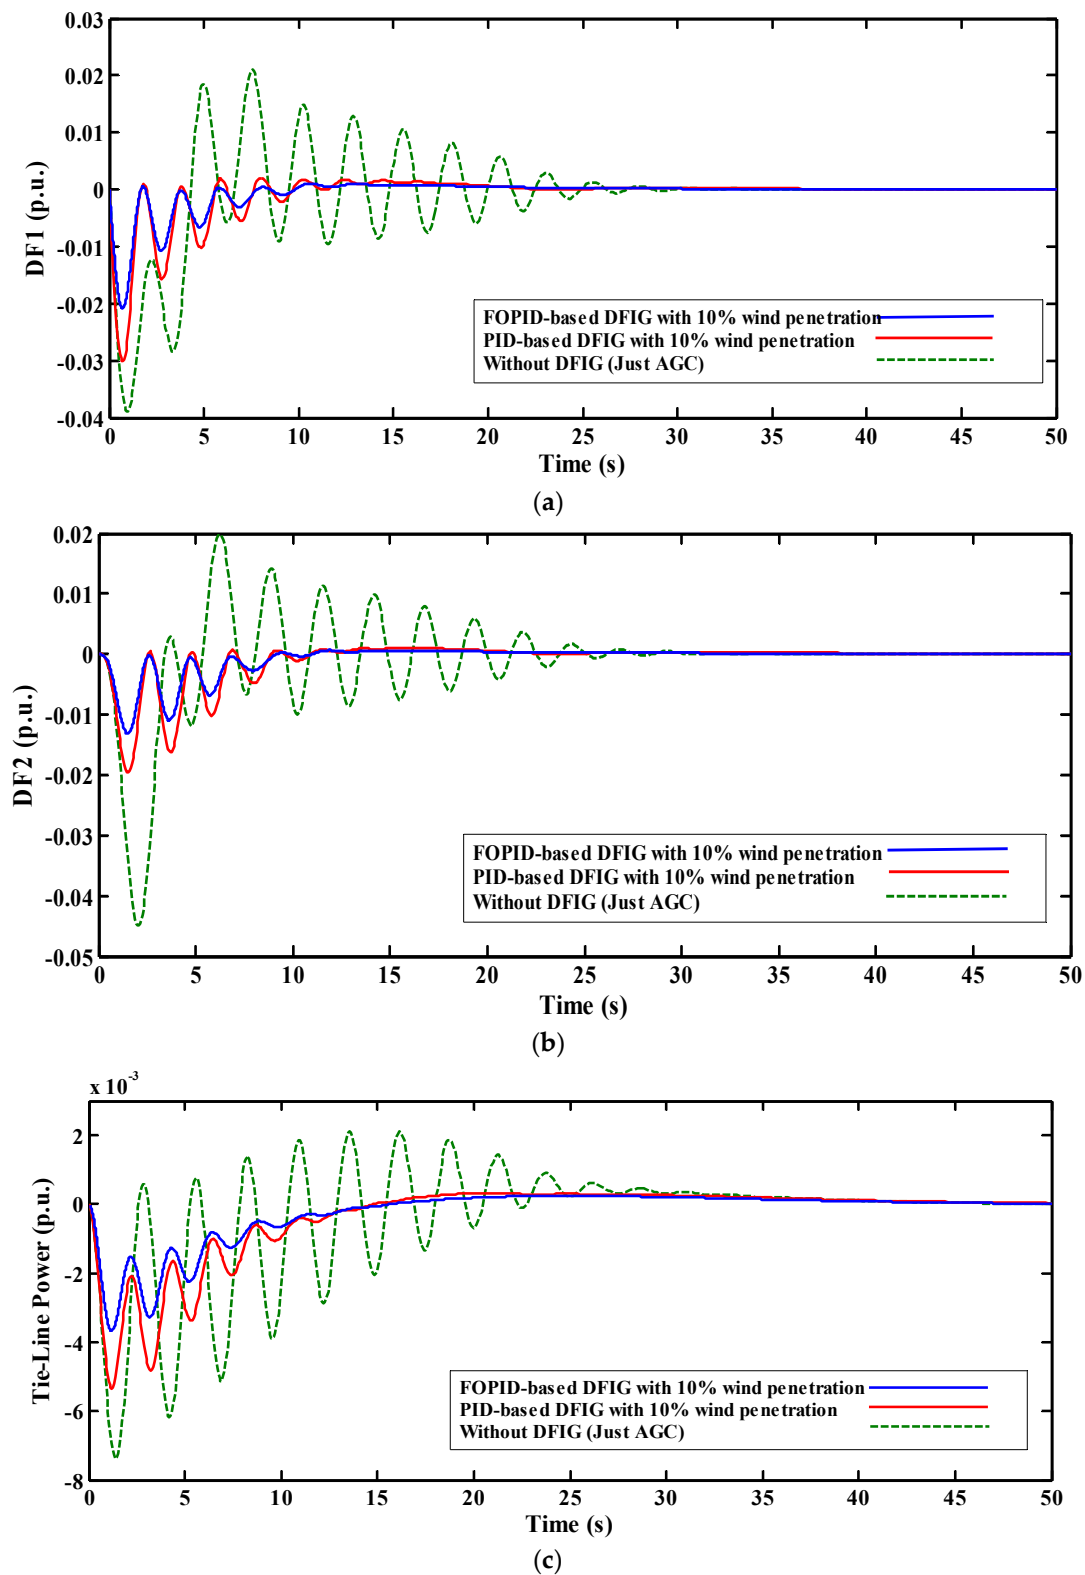 0.03
0.02
0.01
0
-0.01
-0.02
-0.03
-0.04
DF1 (p.u.)
FOPID-based DFIG with 10% wind penetration
PID-based DFIG with 10% wind penetration
Without DFIG (Just AGC)
0 5 10 15 20 25 30 35 40 45 50
Time (s)
(a)
0.02
0.01
0
-0.01
-0.02
-0.03
-0.04
-0.05
DF2 (p.u.)
FOPID-based DFIG with 10% wind penetration
PID-based DFIG with 10% wind penetration
Without DFIG (Just AGC)
0 5 10 15 20 25 30 35 40 45 50
Time (s)
(b)
x 10⁻³
2
0
-2
-4
-6
-8
Tie-Line Power (p.u.)
FOPID-based DFIG with 10% wind penetration
PID-based DFIG with 10% wind penetration
Without DFIG (Just AGC)
0 5 10 15 20 25 30 35 40 45 50
Time (s)
(c)